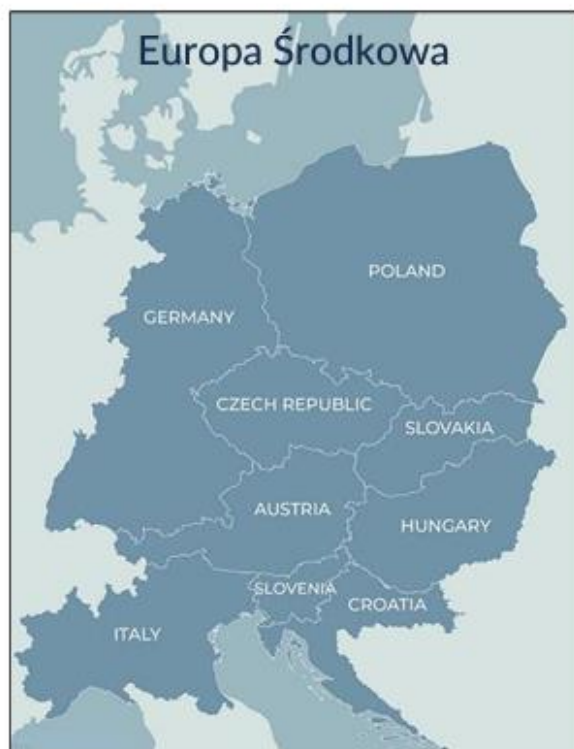 Europa Środkowa
POLAND
GERMANY
CZECH REPUBLIC
SLOVAKIA
AUSTRIA
HUNGARY
SLOVENIA
CROATIA
ITALY